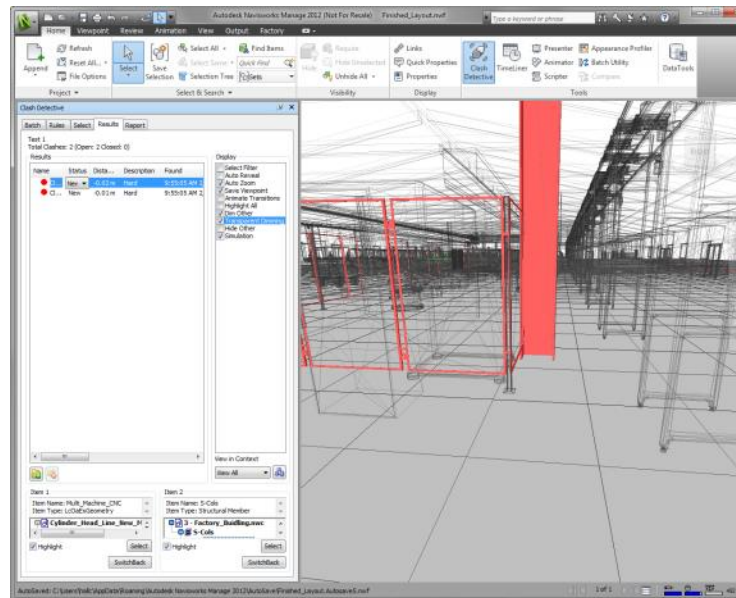 Autodesk Navisworks Manage 2012 (Not For Resale) Finished_Layout.nwf
Type a keyword or phrase
Home Viewpoint Review Animation View Output Factory
Append
Refresh
Reset All...
File Options
Select
Save Selection
Select All
Select Same
Selection Tree
Find Items
Quick Find
Sets
Hide
Require
Hide Unselected
Unhide All
Links
Quick Properties
Properties
Clash Detective
TimeLiner
Presenter
Animator
Scripter
Appearance Profiler
Batch Utility
Compare
DataTools
Project Select & Search Visibility Display Tools
Clash Detective
Batch Rules Select Results Report
Test 1
Total Clashes: 2 (Open: 2 Closed: 0)
Results
Name Status Dista... Description Found
New -0.02 m Hard 9:55:05 AM 2
Cl... New -0.01 m Hard 9:55:05 AM 2
Display
Select Filter
Auto Reveal
Auto Zoom
Save Viewpoint
Animate Transitions
Highlight All
Dim Other
Transparent Dimming
Hide Other
Simulation
View in Context
View All
Item 1
Item Name: Multi_Machine_CNC
Item Type: LcOaExGeometry
Cylinder_Head_Line_New_M
Highlight
Select
SwitchBack
Item 2
Item Name: S-Cols
Item Type: Structural Member
3 - Factory_Buidling.nwc
S-Cols
Highlight
Select
SwitchBack
1 of 1